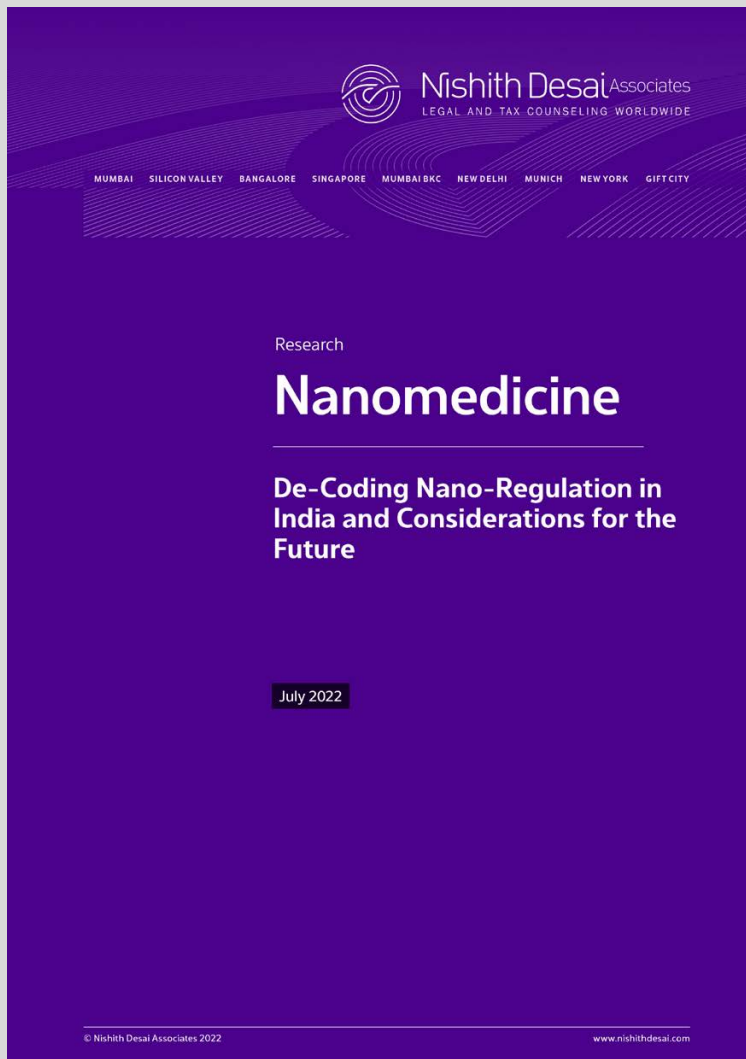 Nishith Desai Associates
LEGAL AND TAX COUNSELING WORLDWIDE
MUMBAI SILICON VALLEY BANGALORE SINGAPORE MUMBAI BKC NEW DELHI MUNICH NEW YORK GIFT CITY
Research
Nanomedicine
De-Coding Nano-Regulation in
India and Considerations for the
Future
July 2022
© Nishith Desai Associates 2022 www.nishithdesai.com